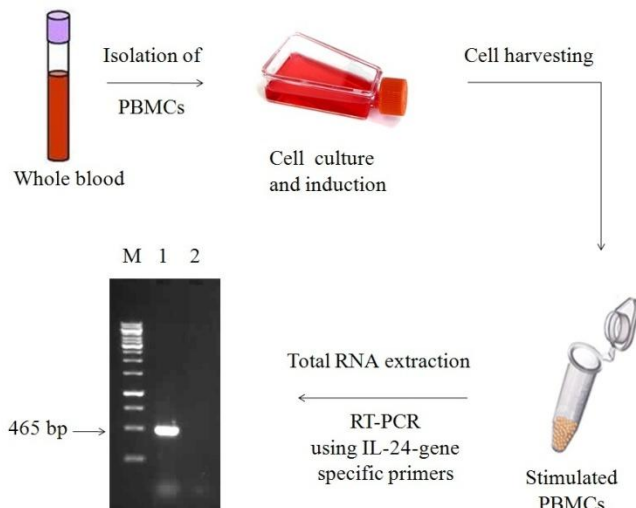 Isolation of
PBMCs
Whole blood
Cell culture
and induction
Cell harvesting
Stimulated
PBMCs
Total RNA extraction
RT-PCR
using IL-24-gene
specific primers
M 1 2
465 bp